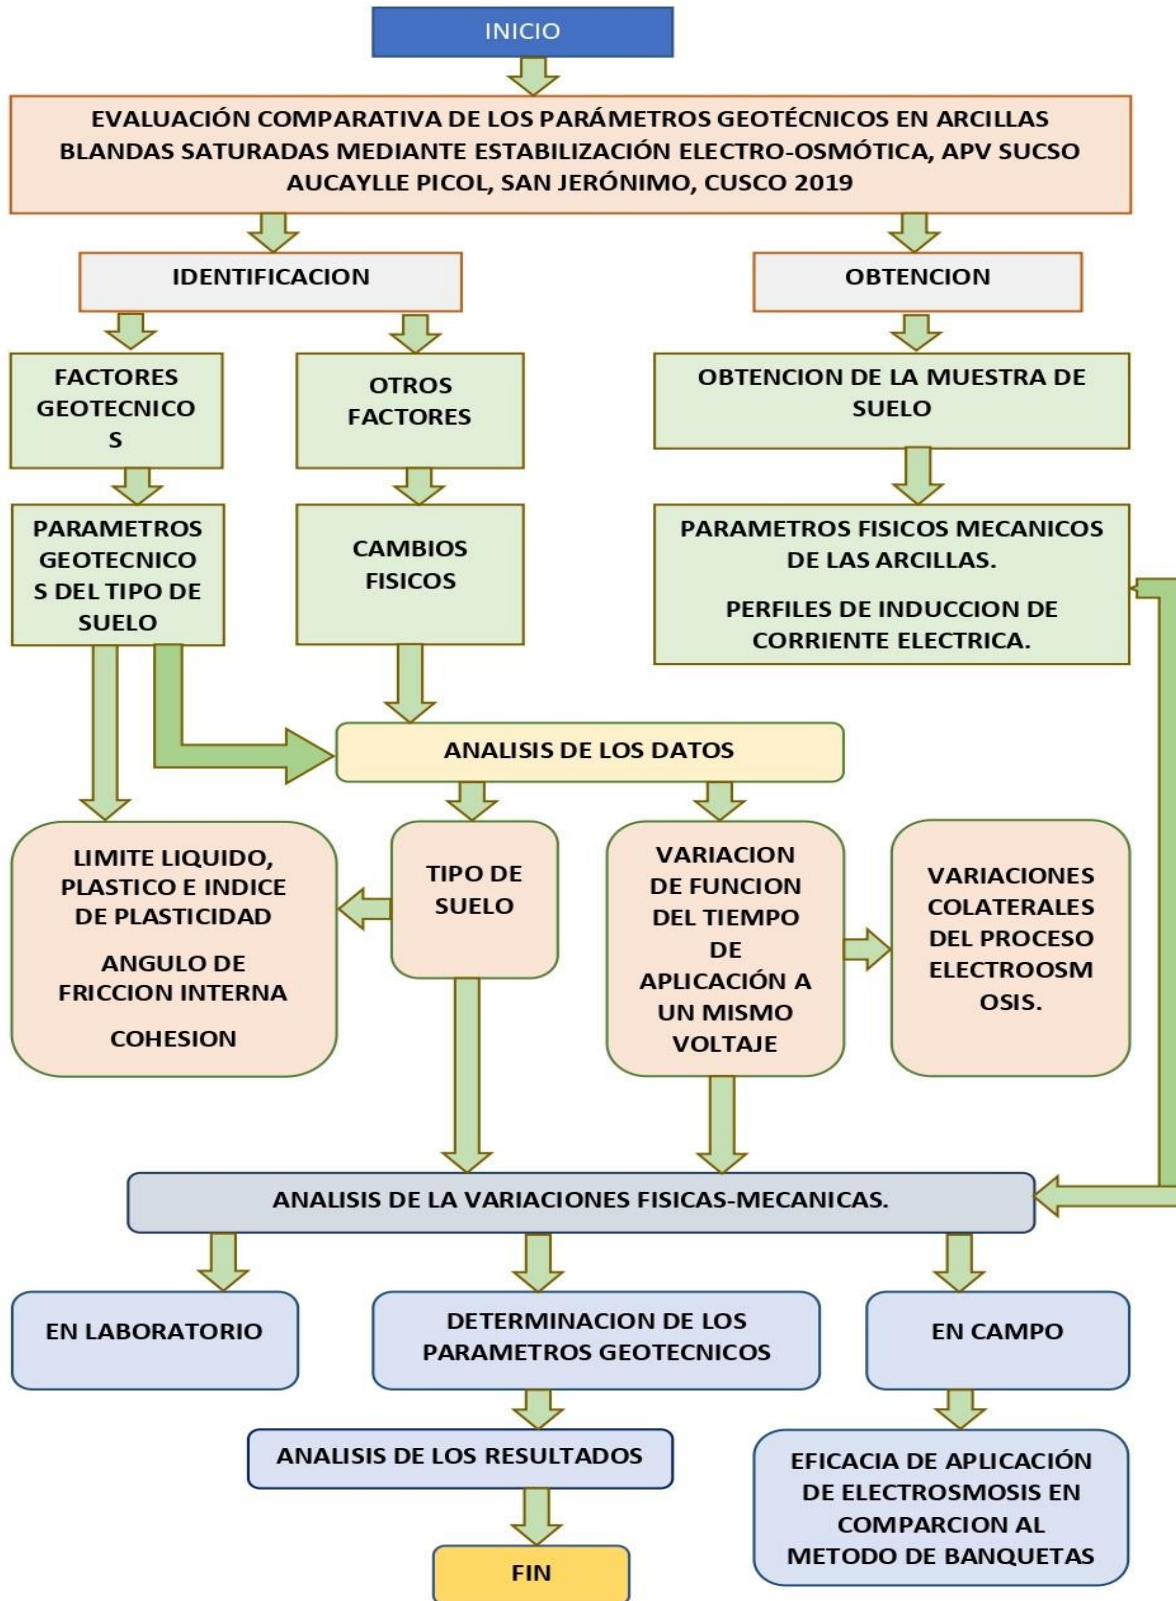 INICIO
EVALUACIÓN COMPARATIVA DE LOS PARÁMETROS GEOTÉCNICOS EN ARCILLAS
BLANDAS SATURADAS MEDIANTE ESTABILIZACIÓN ELECTRO-OSMÓTICA, APV SUCSO
AUCAYLLE PICOL, SAN JERÓNIMO, CUSCO 2019
IDENTIFICACION
OBTENCION
FACTORES
GEOTECNICO
S
OTROS
FACTORES
OBTENCION DE LA MUESTRA DE
SUELO
PARAMETROS
GEOTECNICO
S DEL TIPO DE
SUELO
CAMBIOS
FISICOS
PARAMETROS FISICOS MECANICOS
DE LAS ARCILLAS.
PERFILES DE INDUCCION DE
CORRIENTE ELECTRICA.
ANALISIS DE LOS DATOS
LIMITE LIQUIDO,
PLASTICO E INDICE
DE PLASTICIDAD
ANGULO DE
FRICCION INTERNA
COHESION
TIPO DE
SUELO
VARIACION
DE FUNCION
DEL TIEMPO
DE
APLICACIÓN A
UN MISMO
VOLTAJE
VARIACIONES
COLATERALES
DEL PROCESO
ELECTROOSM
OSIS.
ANALISIS DE LA VARIACIONES FISICAS-MECANICAS.
EN LABORATORIO
DETERMINACION DE LOS
PARAMETROS GEOTECNICOS
EN CAMPO
ANALISIS DE LOS RESULTADOS
EFICACIA DE APLICACIÓN
DE ELECTROSMOSIS EN
COMPARCION AL
METODO DE BANQUETAS
FIN